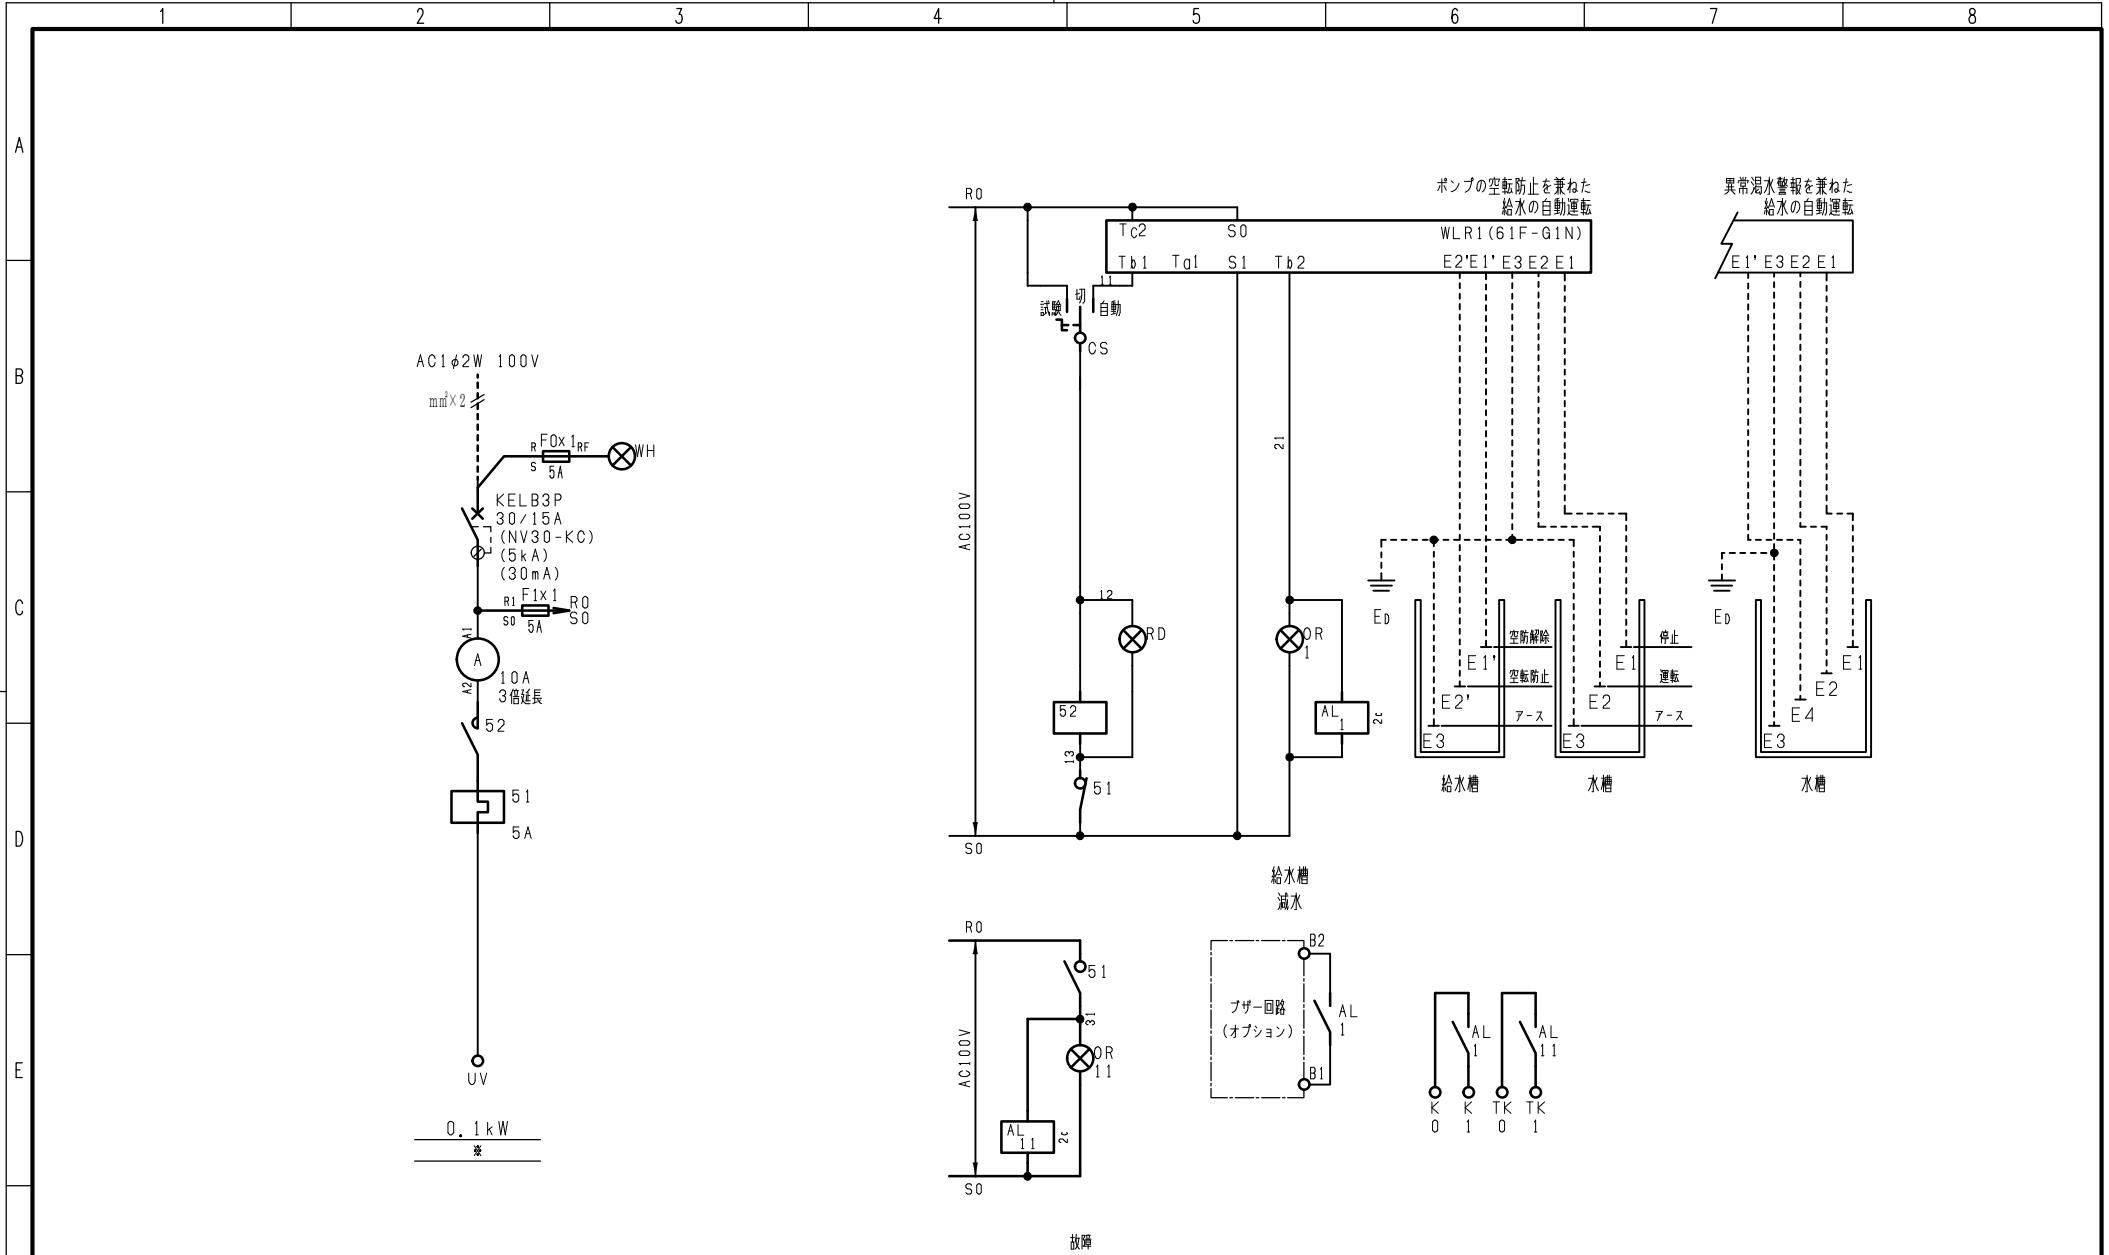 1 2 3 4 5 6 7 8
A
B
C
D
E
AC1φ2W 100V
mm²×2
R F0×1 RF
S 5A
WH
KELB3P
30/15A
(NV30-KC)
(5kA)
(30mA)
R1 F1×1 R0
S0 5A S0
A1
A
A2
10A
3倍延長
52
51
5A
UV
0.1kW
※
R0
AC100V
Tc2 S0 WLR1(61F-G1N)
Tb1 Ta1 S1 Tb2 E2'E1' E3 E2 E1
11
試験 切 自動
CS
21
12
RD
OR
1
52
AL
1
2c
13
51
S0
給水槽
減水
ポンプの空転防止を兼ねた
給水の自動運転
ED
空防解除
E1'
空転防止
E2'
アース
E3
給水槽
停止
E1
運転
E2
アース
E3
水槽
異常渇水警報を兼ねた
給水の自動運転
E1' E3 E2 E1
ED
E1
E2
E4
E3
水槽
R0
AC100V
51
31
OR
11
AL
11
2c
S0
故障
B2
ブザー回路
(オプション)
AL
1
B1
AL
1
AL
11
K K TK TK
0 1 0 1